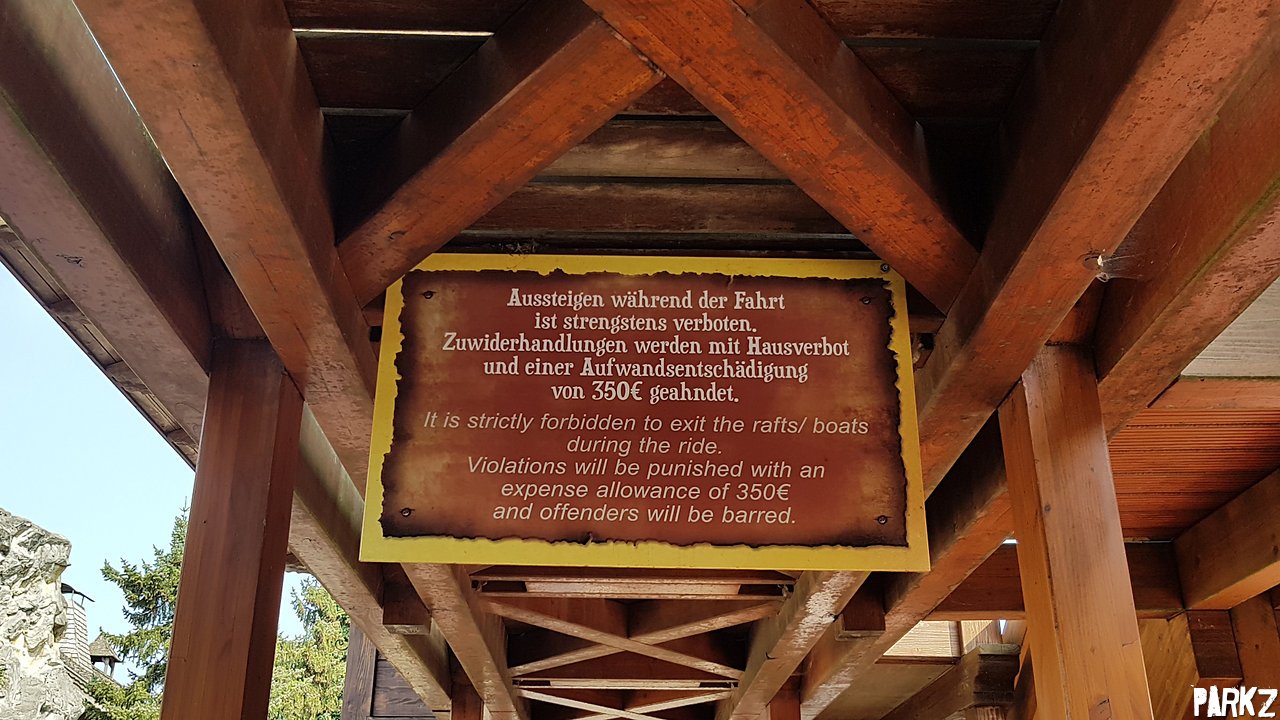 Aussteigen während der Fahrt
ist strengstens verboten.
Zuwiderhandlungen werden mit Hausverbot
und einer Aufwandsentschädigung
von 350€ geahndet.
It is strictly forbidden to exit the rafts/ boats
during the ride.
Violations will be punished with an
expense allowance of 350€
and offenders will be barred.
PARKZ